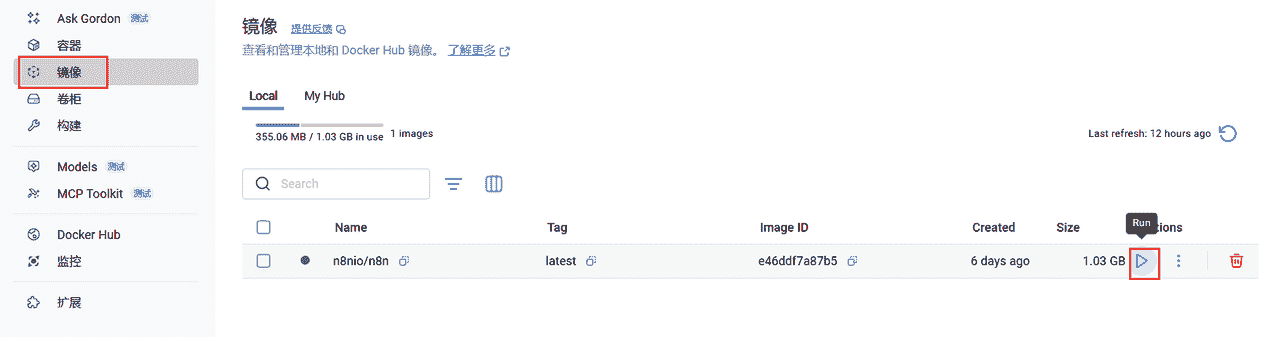 Ask Gordon 测试
容器
镜像
卷柜
构建
Models 测试
MCP Toolkit 测试
Docker Hub
监控
扩展
镜像 提供反馈
查看和管理本地和 Docker Hub 镜像。 了解更多
Local My Hub
355.06 MB / 1.03 GB in use 1 images
Last refresh: 12 hours ago
Search
Run
Name Tag Image ID Created Size tions
n8nio/n8n latest e46ddf7a87b5 6 days ago 1.03 GB